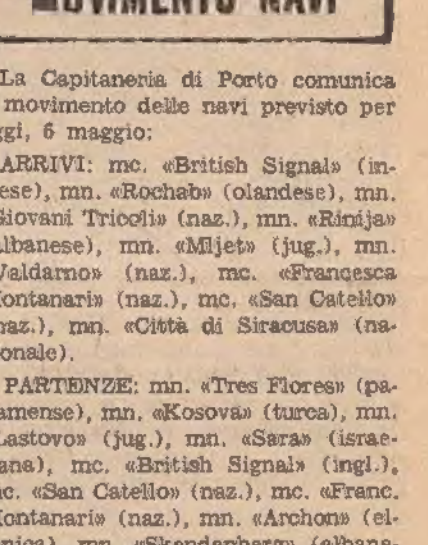 MOVIMENTO NAVI
La Capitaneria di Porto comunica
movimento delle navi previsto per
ggi, 6 maggio:
ARRIVI: mc. «British Signal» (in-
ese), mn. «Rochab» (olandese), mn.
Giovani Tricoli» (naz.), mn. «Rinija»
lbanese), mn. «Mljet» (jug.), mn.
Valdarno» (naz.), mc. «Francesca
ontanari» (naz.), mc. «San Catello»
naz.), mn. «Città di Siracusa» (na-
onale).
PARTENZE: mn. «Tres Flores» (pa-
amense), mn. «Kosova» (turca), mn.
Lastovo» (jug.), mn. «Sara» (israe-
ana), mc. «British Signal» (ingl.),
c. «San Catello» (naz.), mc. «Franc.
ontanari» (naz.), mn. «Archon» (el-
enica), mn. (albane-